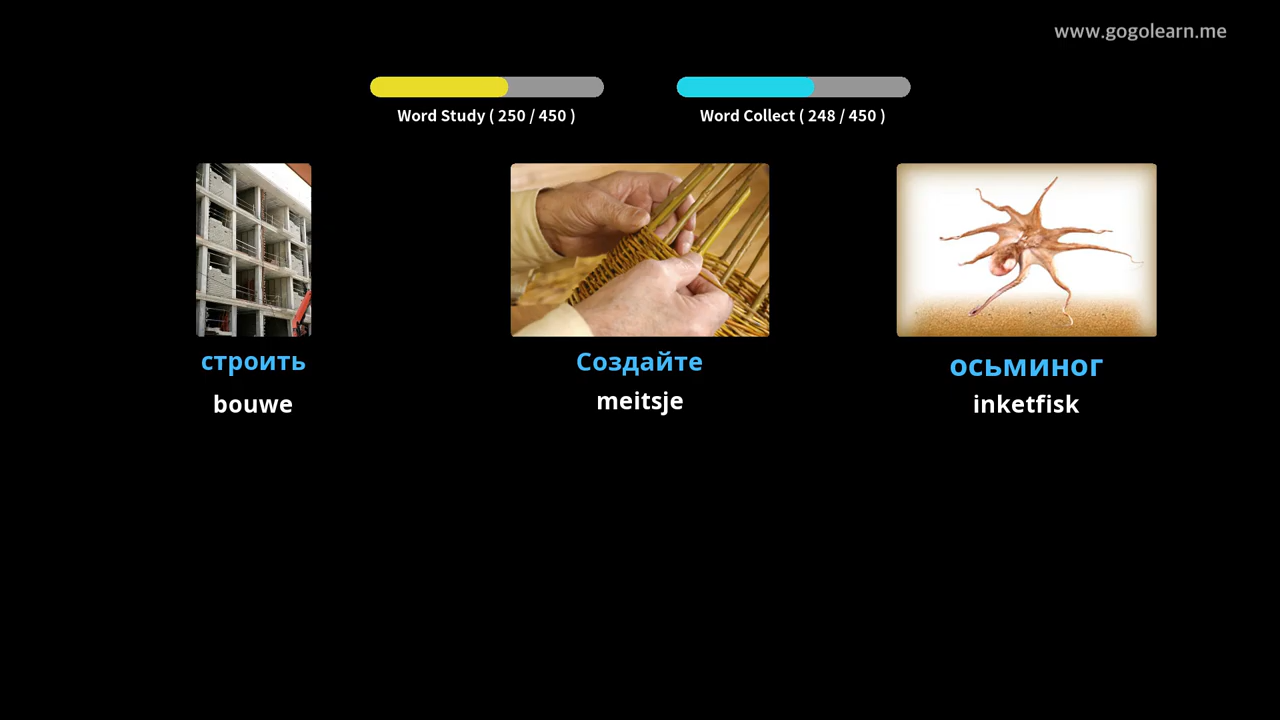 www.gogolearn.me
Word Study ( 250 / 450 )
Word Collect ( 248 / 450 )
строить
Создайте
осьминог
bouwe
meitsje
inketfisk